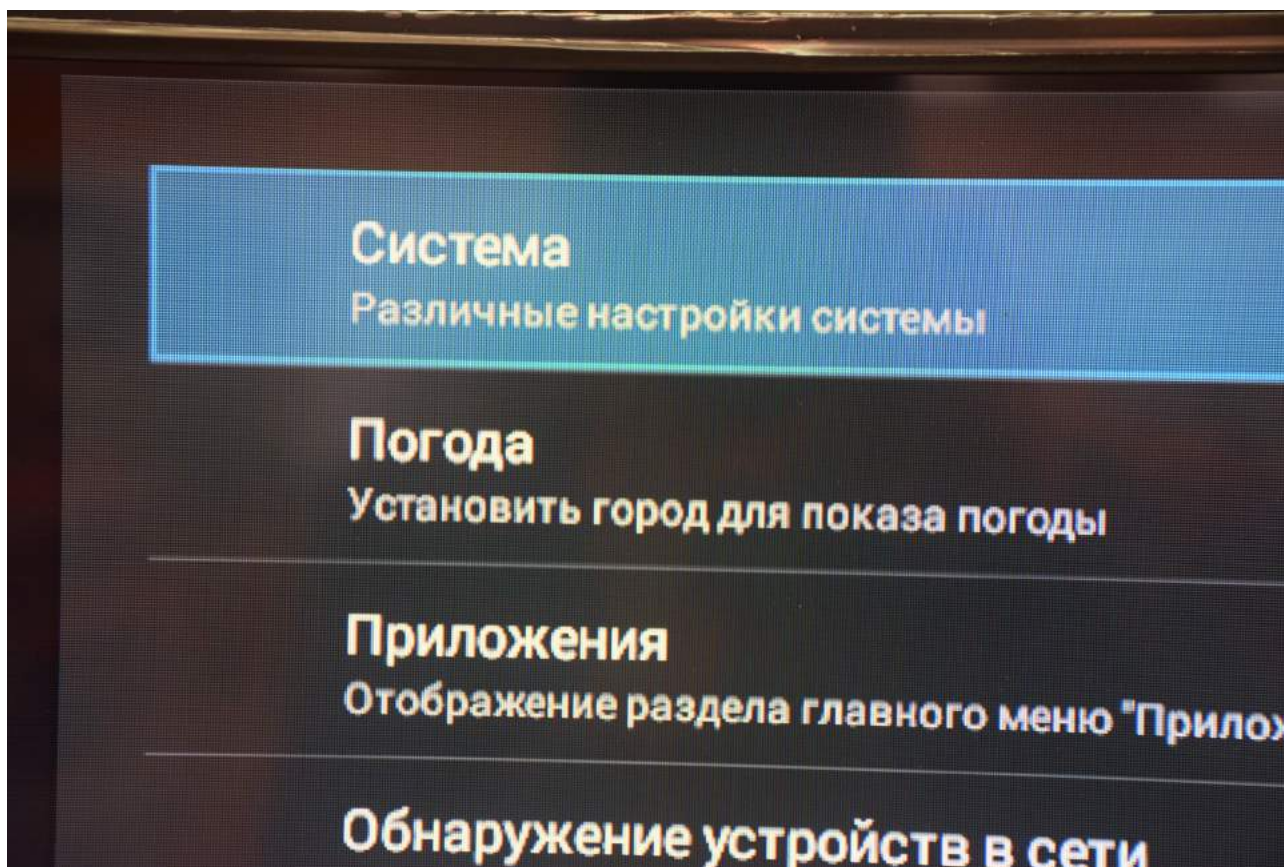 Система
Различные настройки системы
Погода
Установить город для показа погоды
Приложения
Отображение раздела главного меню "Прилож
Обнаружение устройств в сети